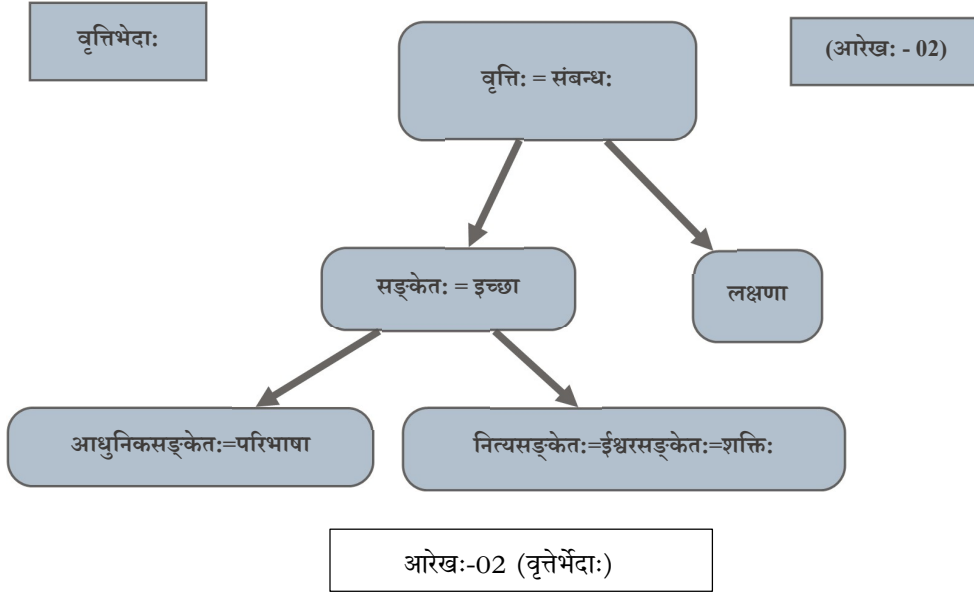 वृत्तिभेदा:
वृत्ति: = संबन्ध:
(आरेख: - 02)
सङ्केत: = इच्छा
लक्षणा
आधुनिकसङ्केत:=परिभाषा
नित्यसङ्केत:=ईश्वरसङ्केत:=शक्ति:
आरेखः-02 (वृत्तेर्भेदाः)